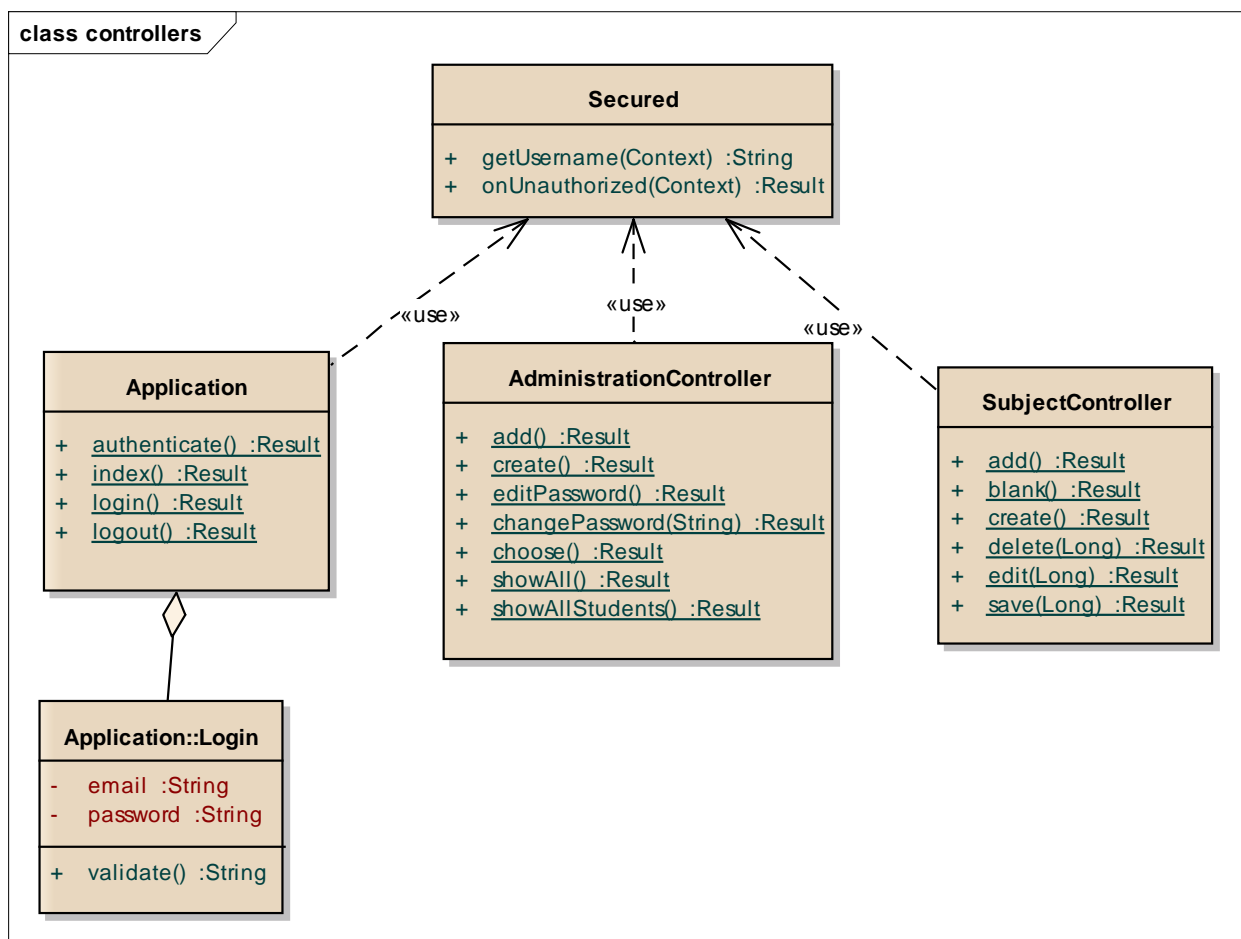 class controllers
Secured
+ getUsername(Context) :String
+ onUnauthorized(Context) :Result
«use»
«use»
«use»
Application
+ authenticate() :Result
+ index() :Result
+ login() :Result
+ logout() :Result
AdministrationController
+ add() :Result
+ create() :Result
+ editPassword() :Result
+ changePassword(String) :Result
+ choose() :Result
+ showAll() :Result
+ showAllStudents() :Result
SubjectController
+ add() :Result
+ blank() :Result
+ create() :Result
+ delete(Long) :Result
+ edit(Long) :Result
+ save(Long) :Result
Application::Login
- email :String
- password :String
+ validate() :String